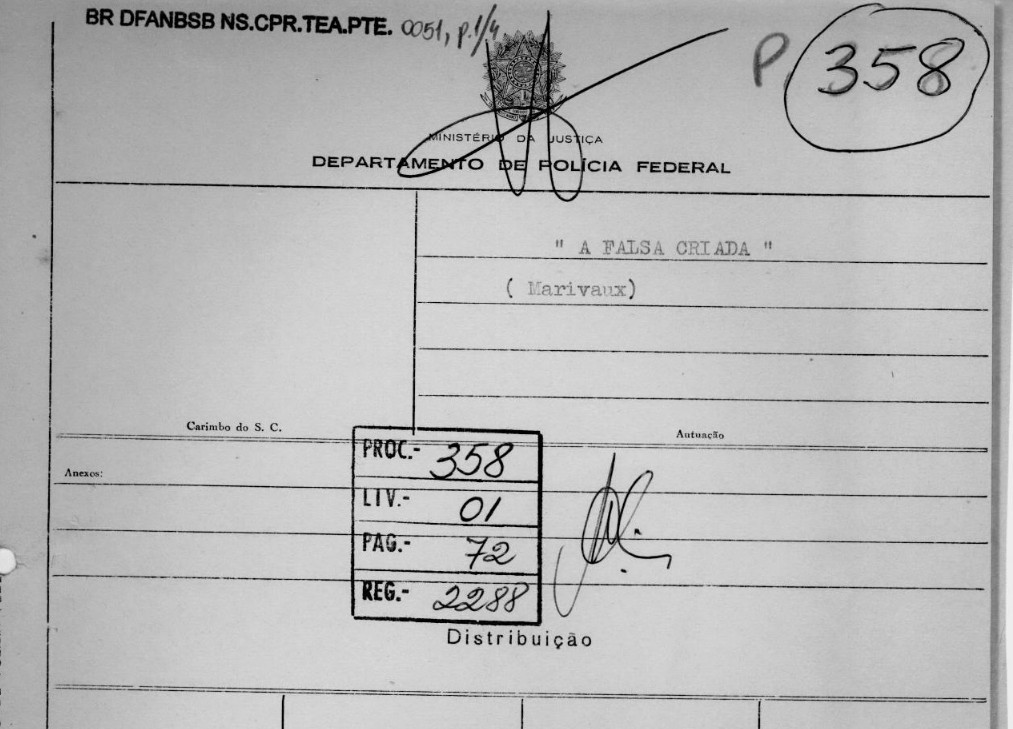 BR DFANBSB NS.CPR.TEA.PTE. 0051, p.1/4
P. 358
MINISTÉRIO DA JUSTIÇA
DEPARTAMENTO DE POLÍCIA FEDERAL
" A FALSA CRIADA "
( Marivaux)
Carimbo do S. C.
Autuação
Anexos:
PROC.- 358
LIV.- 01
PAG.- 72
REG.- 2288
Distribuição